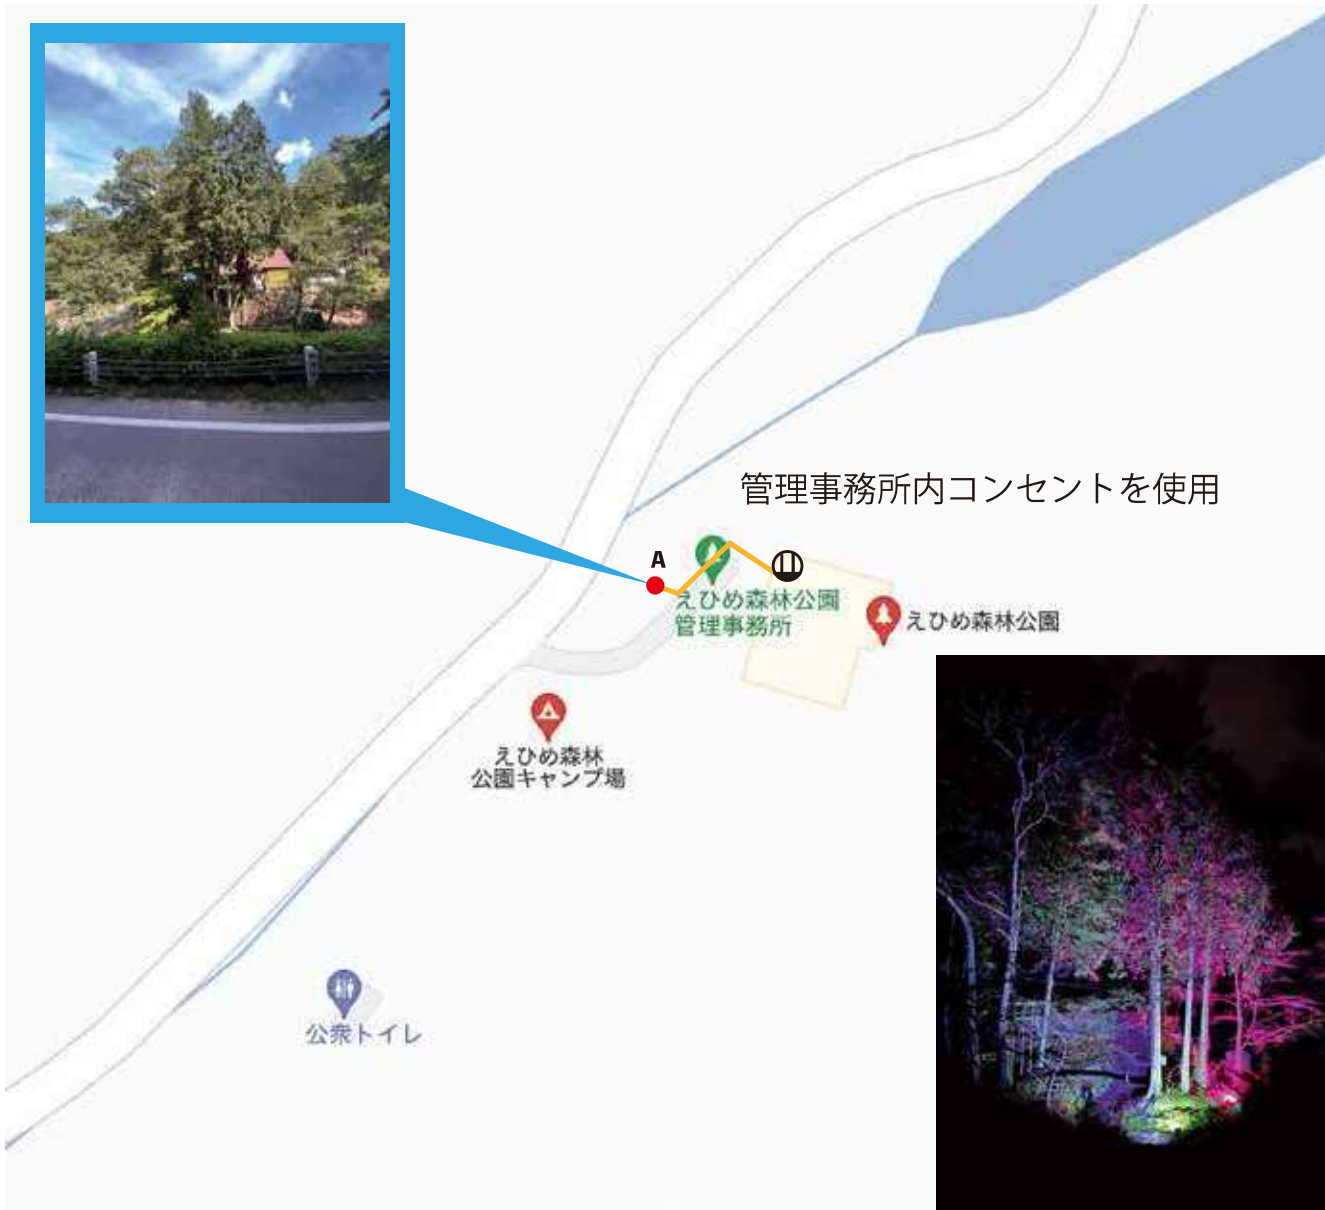 管理事務所内コンセントを使用
A
えひめ森林公園
管理事務所
えひめ森林公園
えひめ森林
公園キャンプ場
公衆トイレ